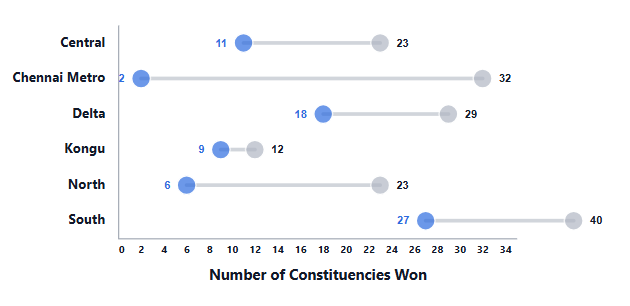 Central 11 23
Chennai Metro 2 32
Delta 18 29
Kongu 9 12
North 6 23
South 27 40
0 2 4 6 8 10 12 14 16 18 20 22 24 26 28 30 32 34
Number of Constituencies Won